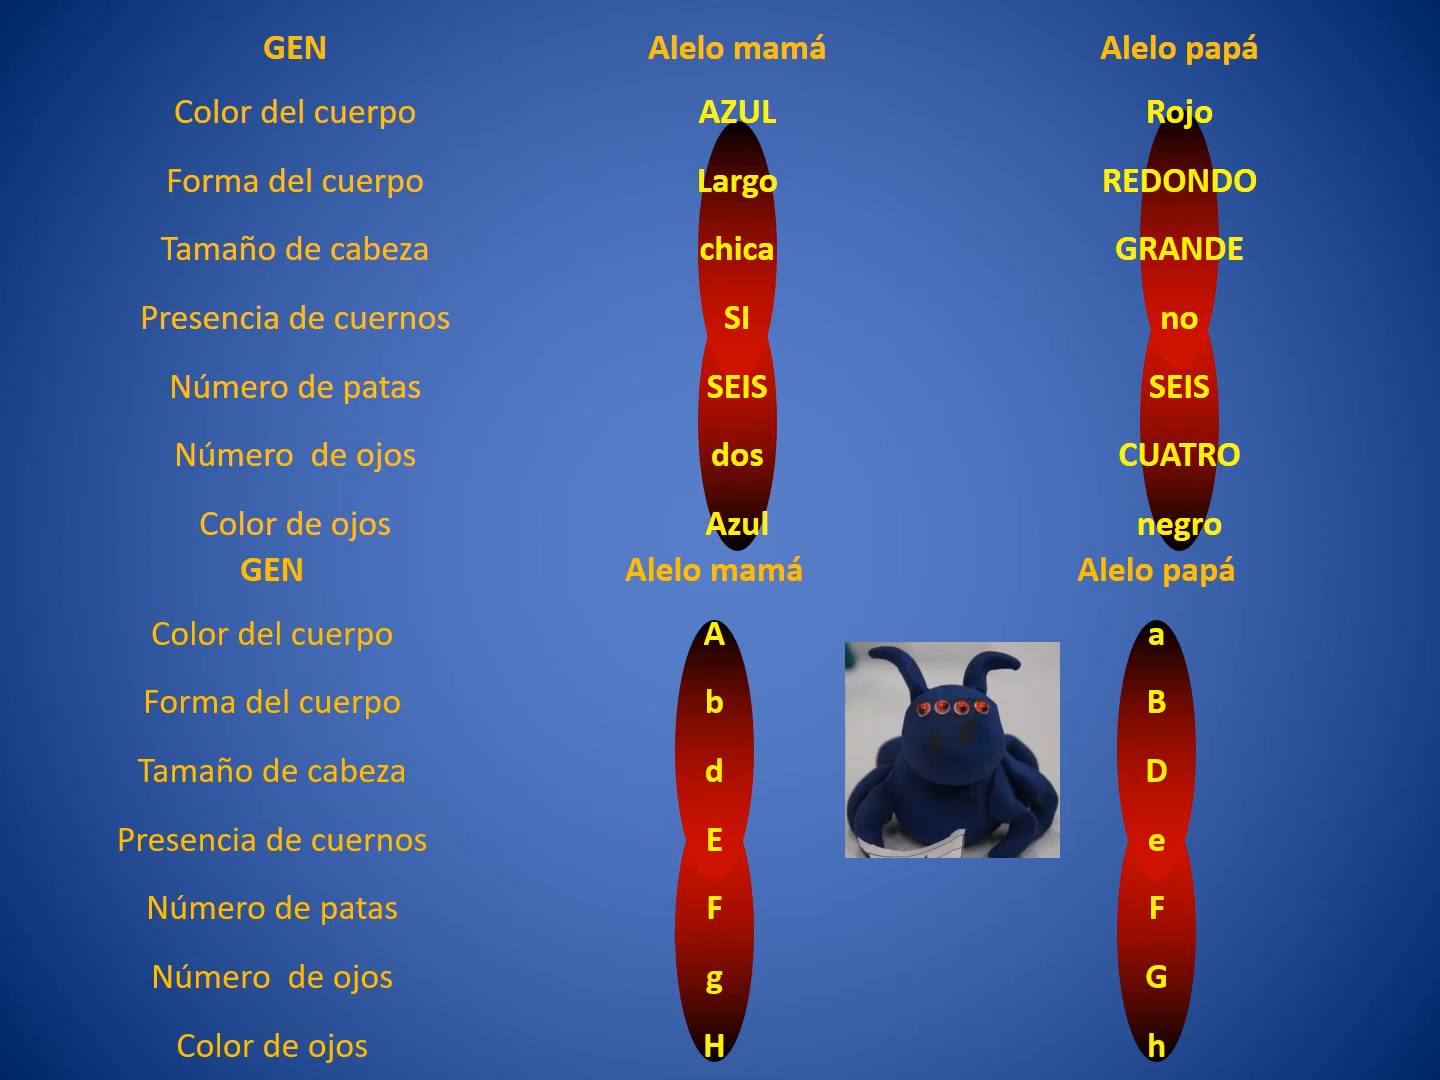 GEN Alelo mamá Alelo papá
Color del cuerpo AZUL Rojo
Forma del cuerpo Largo REDONDO
Tamaño de cabeza chica GRANDE
Presencia de cuernos SI no
Número de patas SEIS SEIS
Número de ojos dos CUATRO
Color de ojos Azul negro
GEN Alelo mamá Alelo papá
Color del cuerpo A a
Forma del cuerpo b B
Tamaño de cabeza d D
Presencia de cuernos E e
Número de patas F F
Número de ojos g G
Color de ojos H h